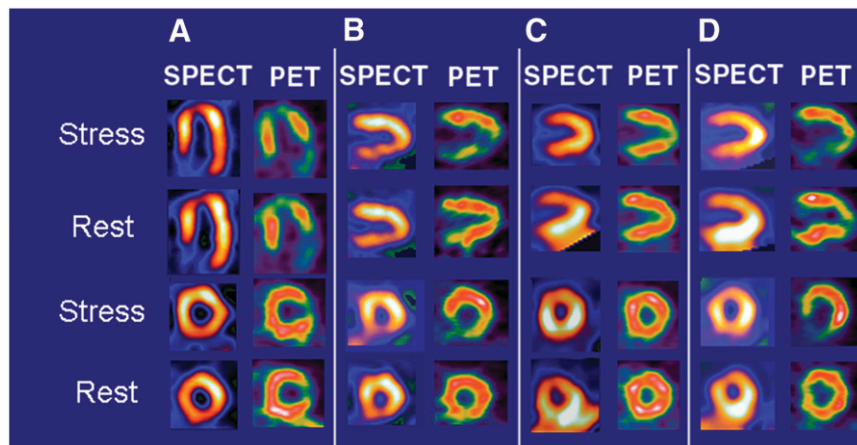 A B C D
SPECT PET SPECT PET SPECT PET SPECT PET
Stress
Rest
Stress
Rest